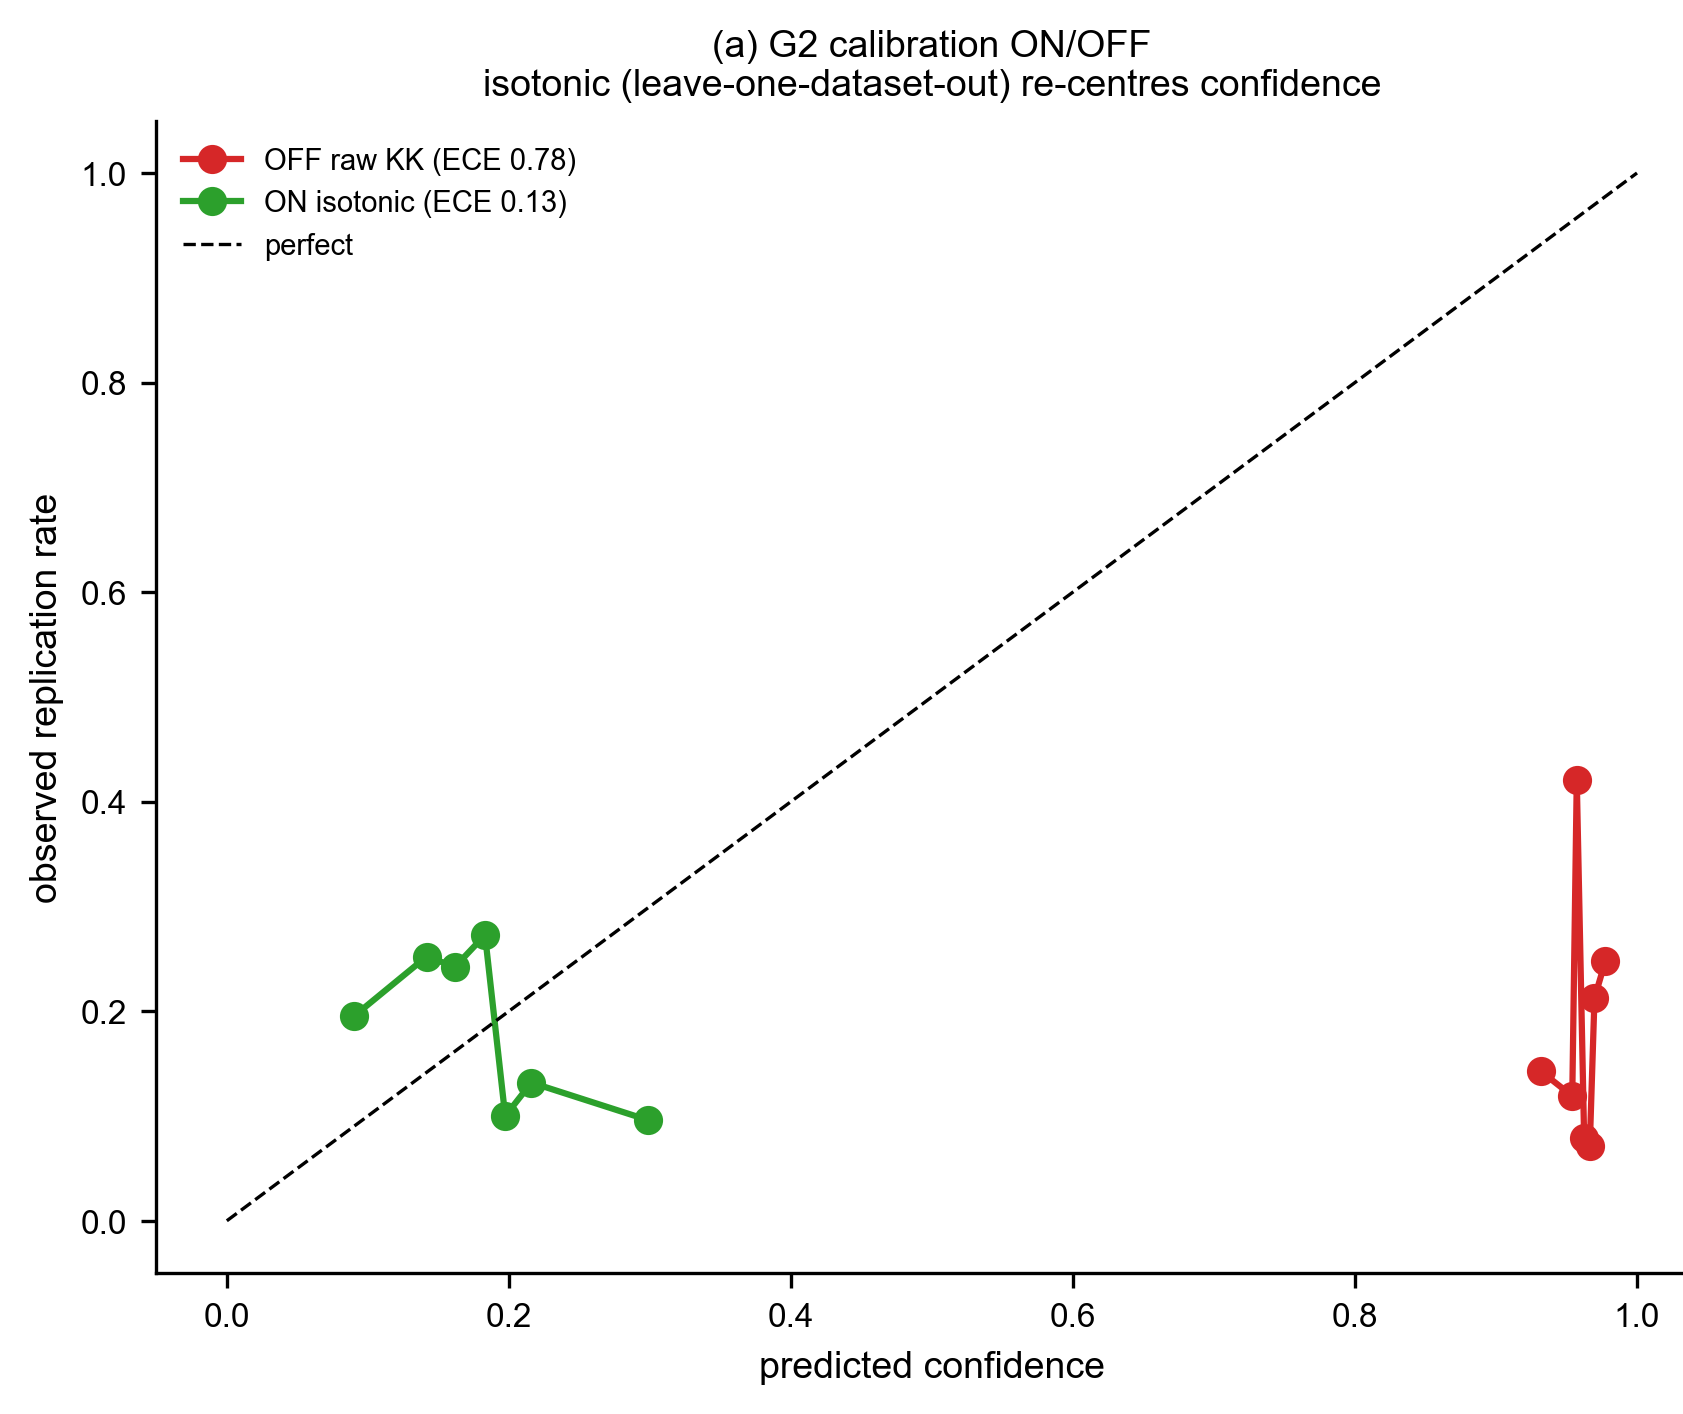 (a) G2 calibration ON/OFF
isotonic (leave-one-dataset-out) re-centres confidence
OFF raw KK (ECE 0.78)
ON isotonic (ECE 0.13)
perfect
observed replication rate
1.0
0.8
0.6
0.4
0.2
0.0
0.0 0.2 0.4 0.6 0.8 1.0
predicted confidence